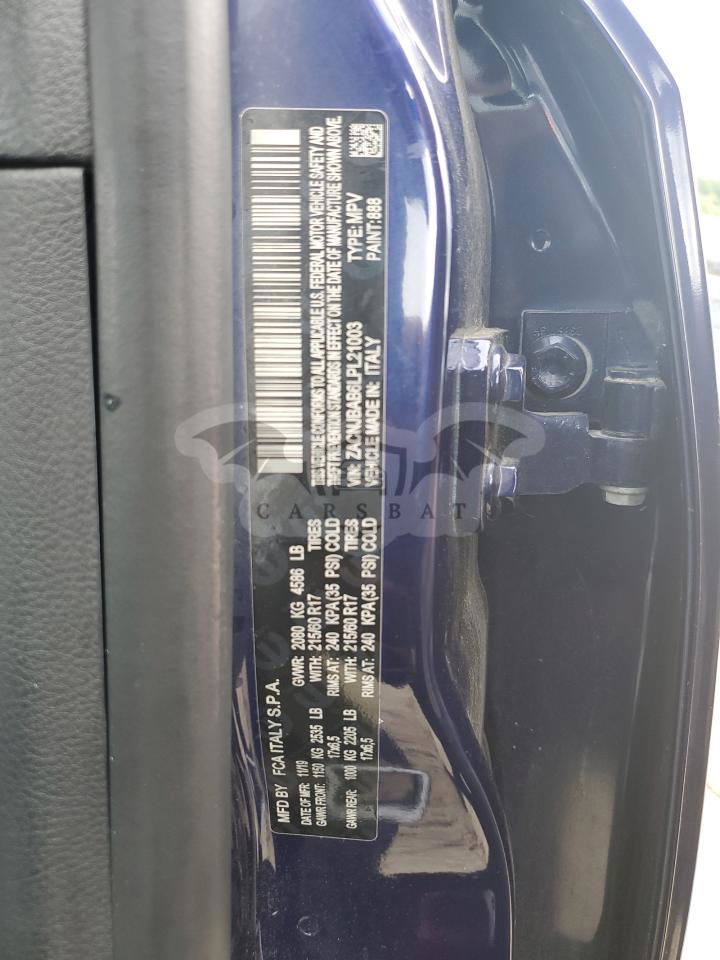 MFD BY FCA ITALY S.P.A.
DATE OF MFR: 11/19 GVWR: 2080 KG 4586 LB
GAWR FRONT: 1150 KG 2535 LB WITH: 215/60 R17 TIRES
17x6,5 RIMS AT: 240 KPA(35 PSI) COLD
GAWR REAR: 1000 KG 2205 LB WITH: 215/60 R17 TIRES
17x6,5 RIMS AT: 240 KPA(35 PSI) COLD
THIS VEHICLE CONFORMS TO ALL APPLICABLE U.S. FEDERAL MOTOR VEHICLE SAFETY AND
THEFT PREVENTION STANDARDS IN EFFECT ON THE DATE OF MANUFACTURE SHOWN ABOVE.
VIN: ZACNJBAB6LPL21003 TYPE: MPV
VEHICLE MADE IN: ITALY PAINT: 888
CARSBAT